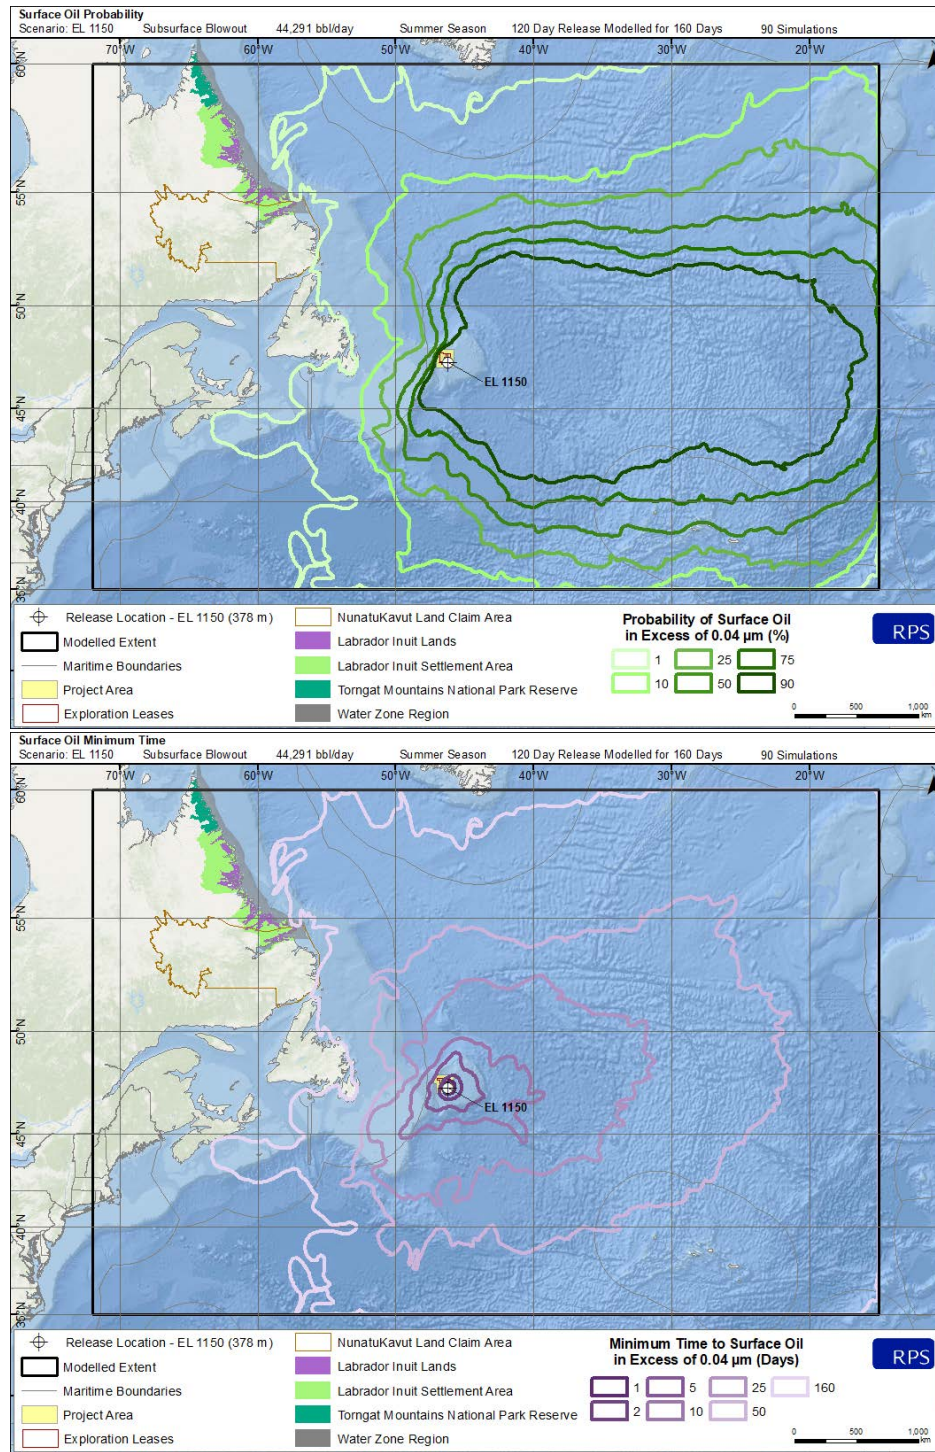 Surface Oil Probability
Scenario: EL 1150 Subsurface Blowout 44,291 bbl/day Summer Season 120 Day Release Modelled for 160 Days 90 Simulations
70°W 60°W 50°W 40°W 30°W 20°W
60°N
55°N
50°N
45°N
40°N
35°N
EL 1150
Release Location - EL 1150 (378 m)
Modelled Extent
Maritime Boundaries
Project Area
Exploration Leases
NunatuKavut Land Claim Area
Labrador Inuit Lands
Labrador Inuit Settlement Area
Torngat Mountains National Park Reserve
Water Zone Region
Probability of Surface Oil
in Excess of 0.04 µm (%)
1 25 75
10 50 90
RPS
0 500 1,000
km
Surface Oil Minimum Time
Scenario: EL 1150 Subsurface Blowout 44,291 bbl/day Summer Season 120 Day Release Modelled for 160 Days 90 Simulations
70°W 60°W 50°W 40°W 30°W 20°W
60°N
55°N
50°N
45°N
40°N
35°N
EL 1150
Release Location - EL 1150 (378 m)
Modelled Extent
Maritime Boundaries
Project Area
Exploration Leases
NunatuKavut Land Claim Area
Labrador Inuit Lands
Labrador Inuit Settlement Area
Torngat Mountains National Park Reserve
Water Zone Region
Minimum Time to Surface Oil
in Excess of 0.04 µm (Days)
1 5 25 160
2 10 50
RPS
0 500 1,000
km